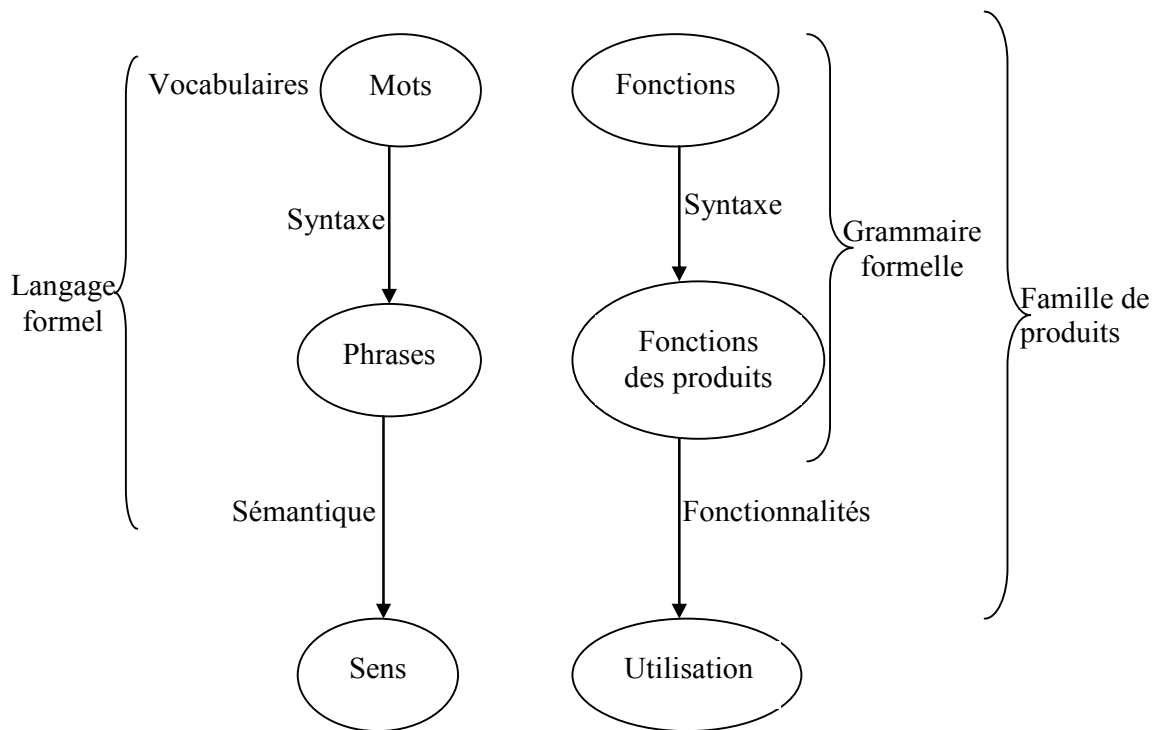 Vocabulaires
Mots
Fonctions
Syntaxe
Syntaxe
Grammaire
formelle
Langage
formel
Famille de
produits
Phrases
Fonctions
des produits
Sémantique
Fonctionnalités
Sens
Utilisation